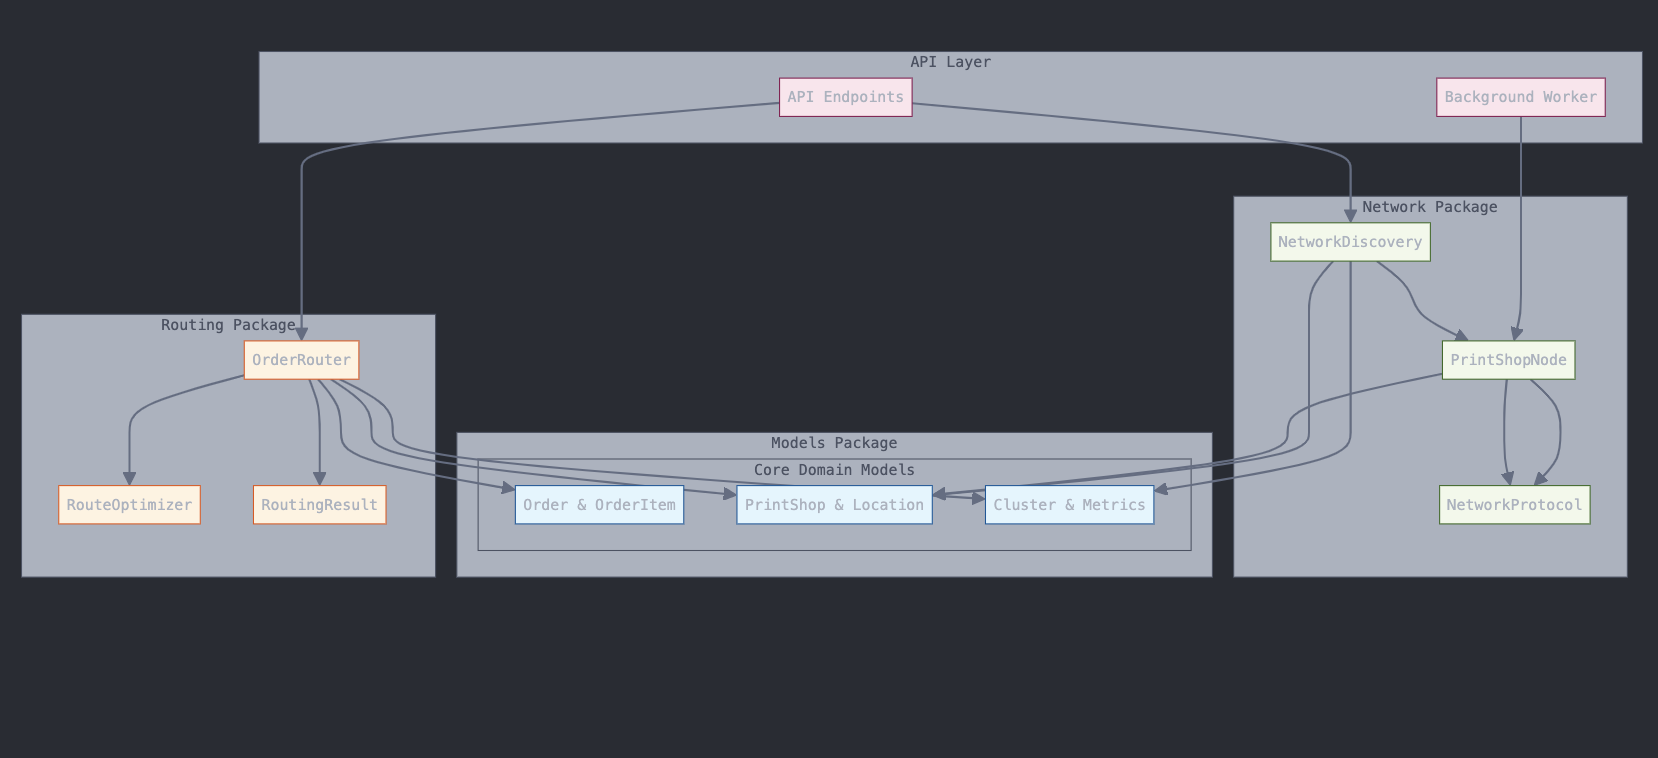 API Layer
API Endpoints
Background Worker
Network Package
NetworkDiscovery
Routing Package
OrderRouter
PrintShopNode
Models Package
Core Domain Models
RouteOptimizer
RoutingResult
Order & OrderItem
PrintShop & Location
Cluster & Metrics
NetworkProtocol